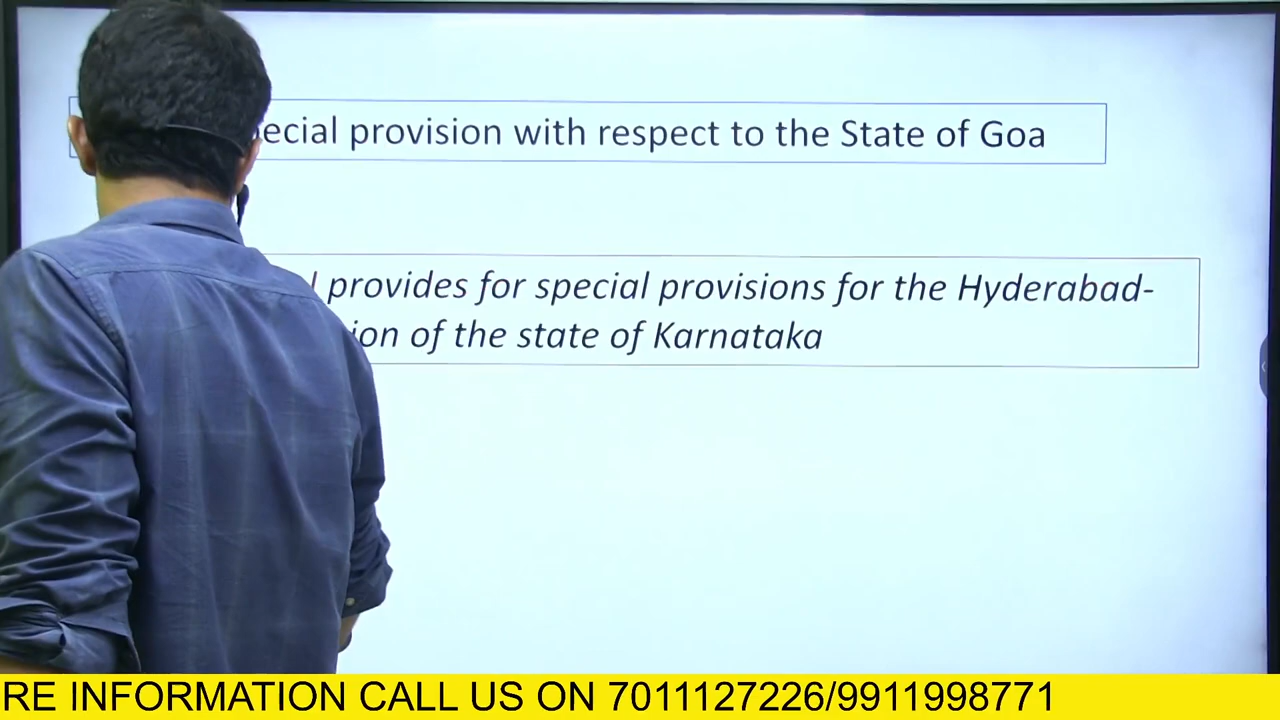 pecial provision with respect to the State of Goa
J provides for special provisions for the Hyderabad-
ion of the state of Karnataka
RE INFORMATION CALL US ON 7011127226/9911998771